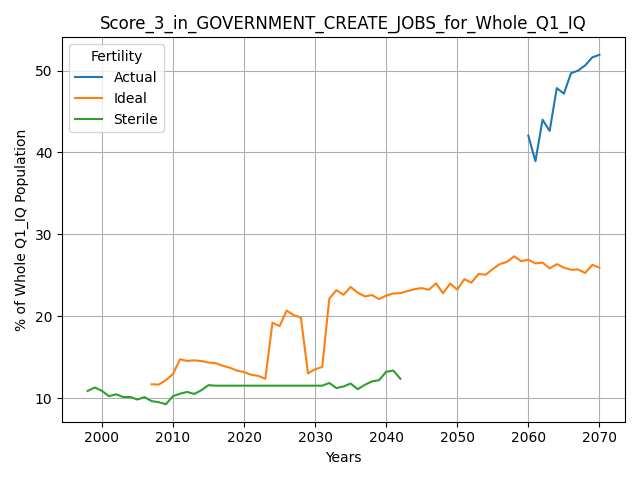 Score_3_in_GOVERNMENT_CREATE_JOBS_for_Whole_Q1_IQ
Fertility
Actual
Ideal
Sterile
% of Whole Q1_IQ Population
50
40
30
20
10
2000 2010 2020 2030 2040 2050 2060 2070
Years